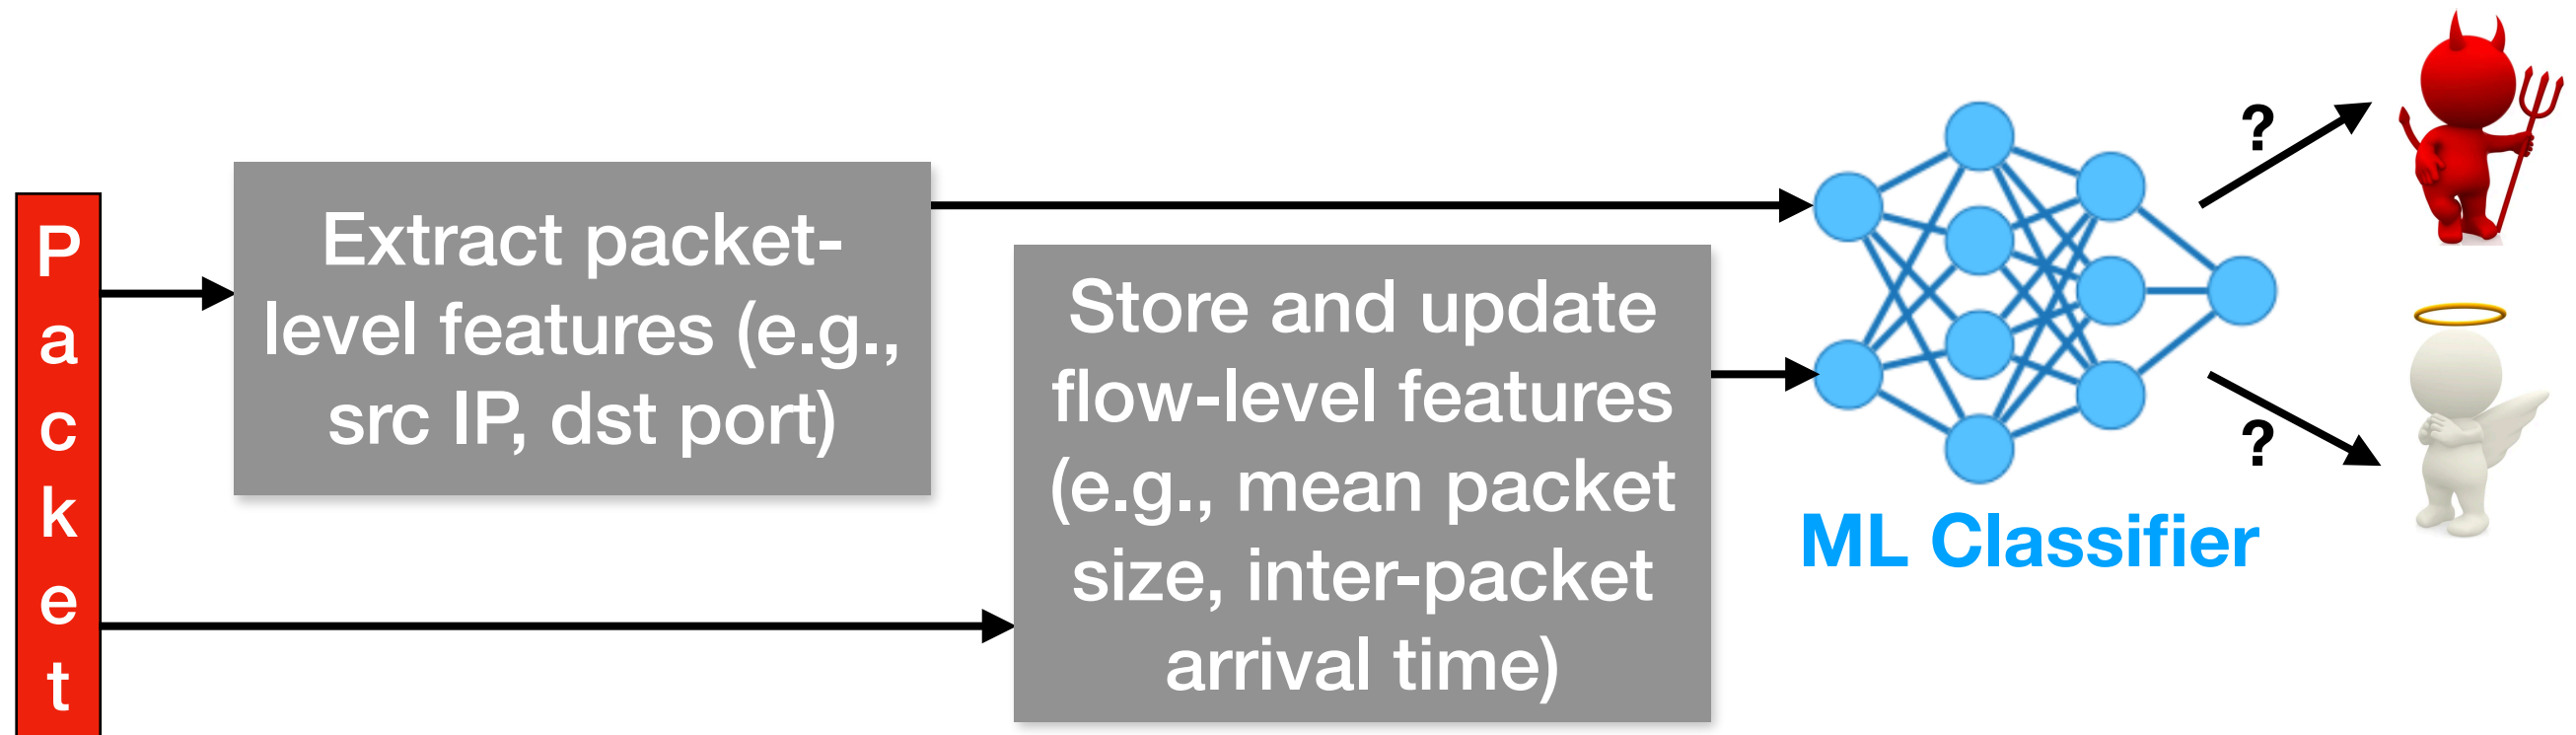 Packet
Extract packet-
level features (e.g.,
src IP, dst port)
Store and update
flow-level features
(e.g., mean packet
size, inter-packet
arrival time)
?
?
ML Classifier